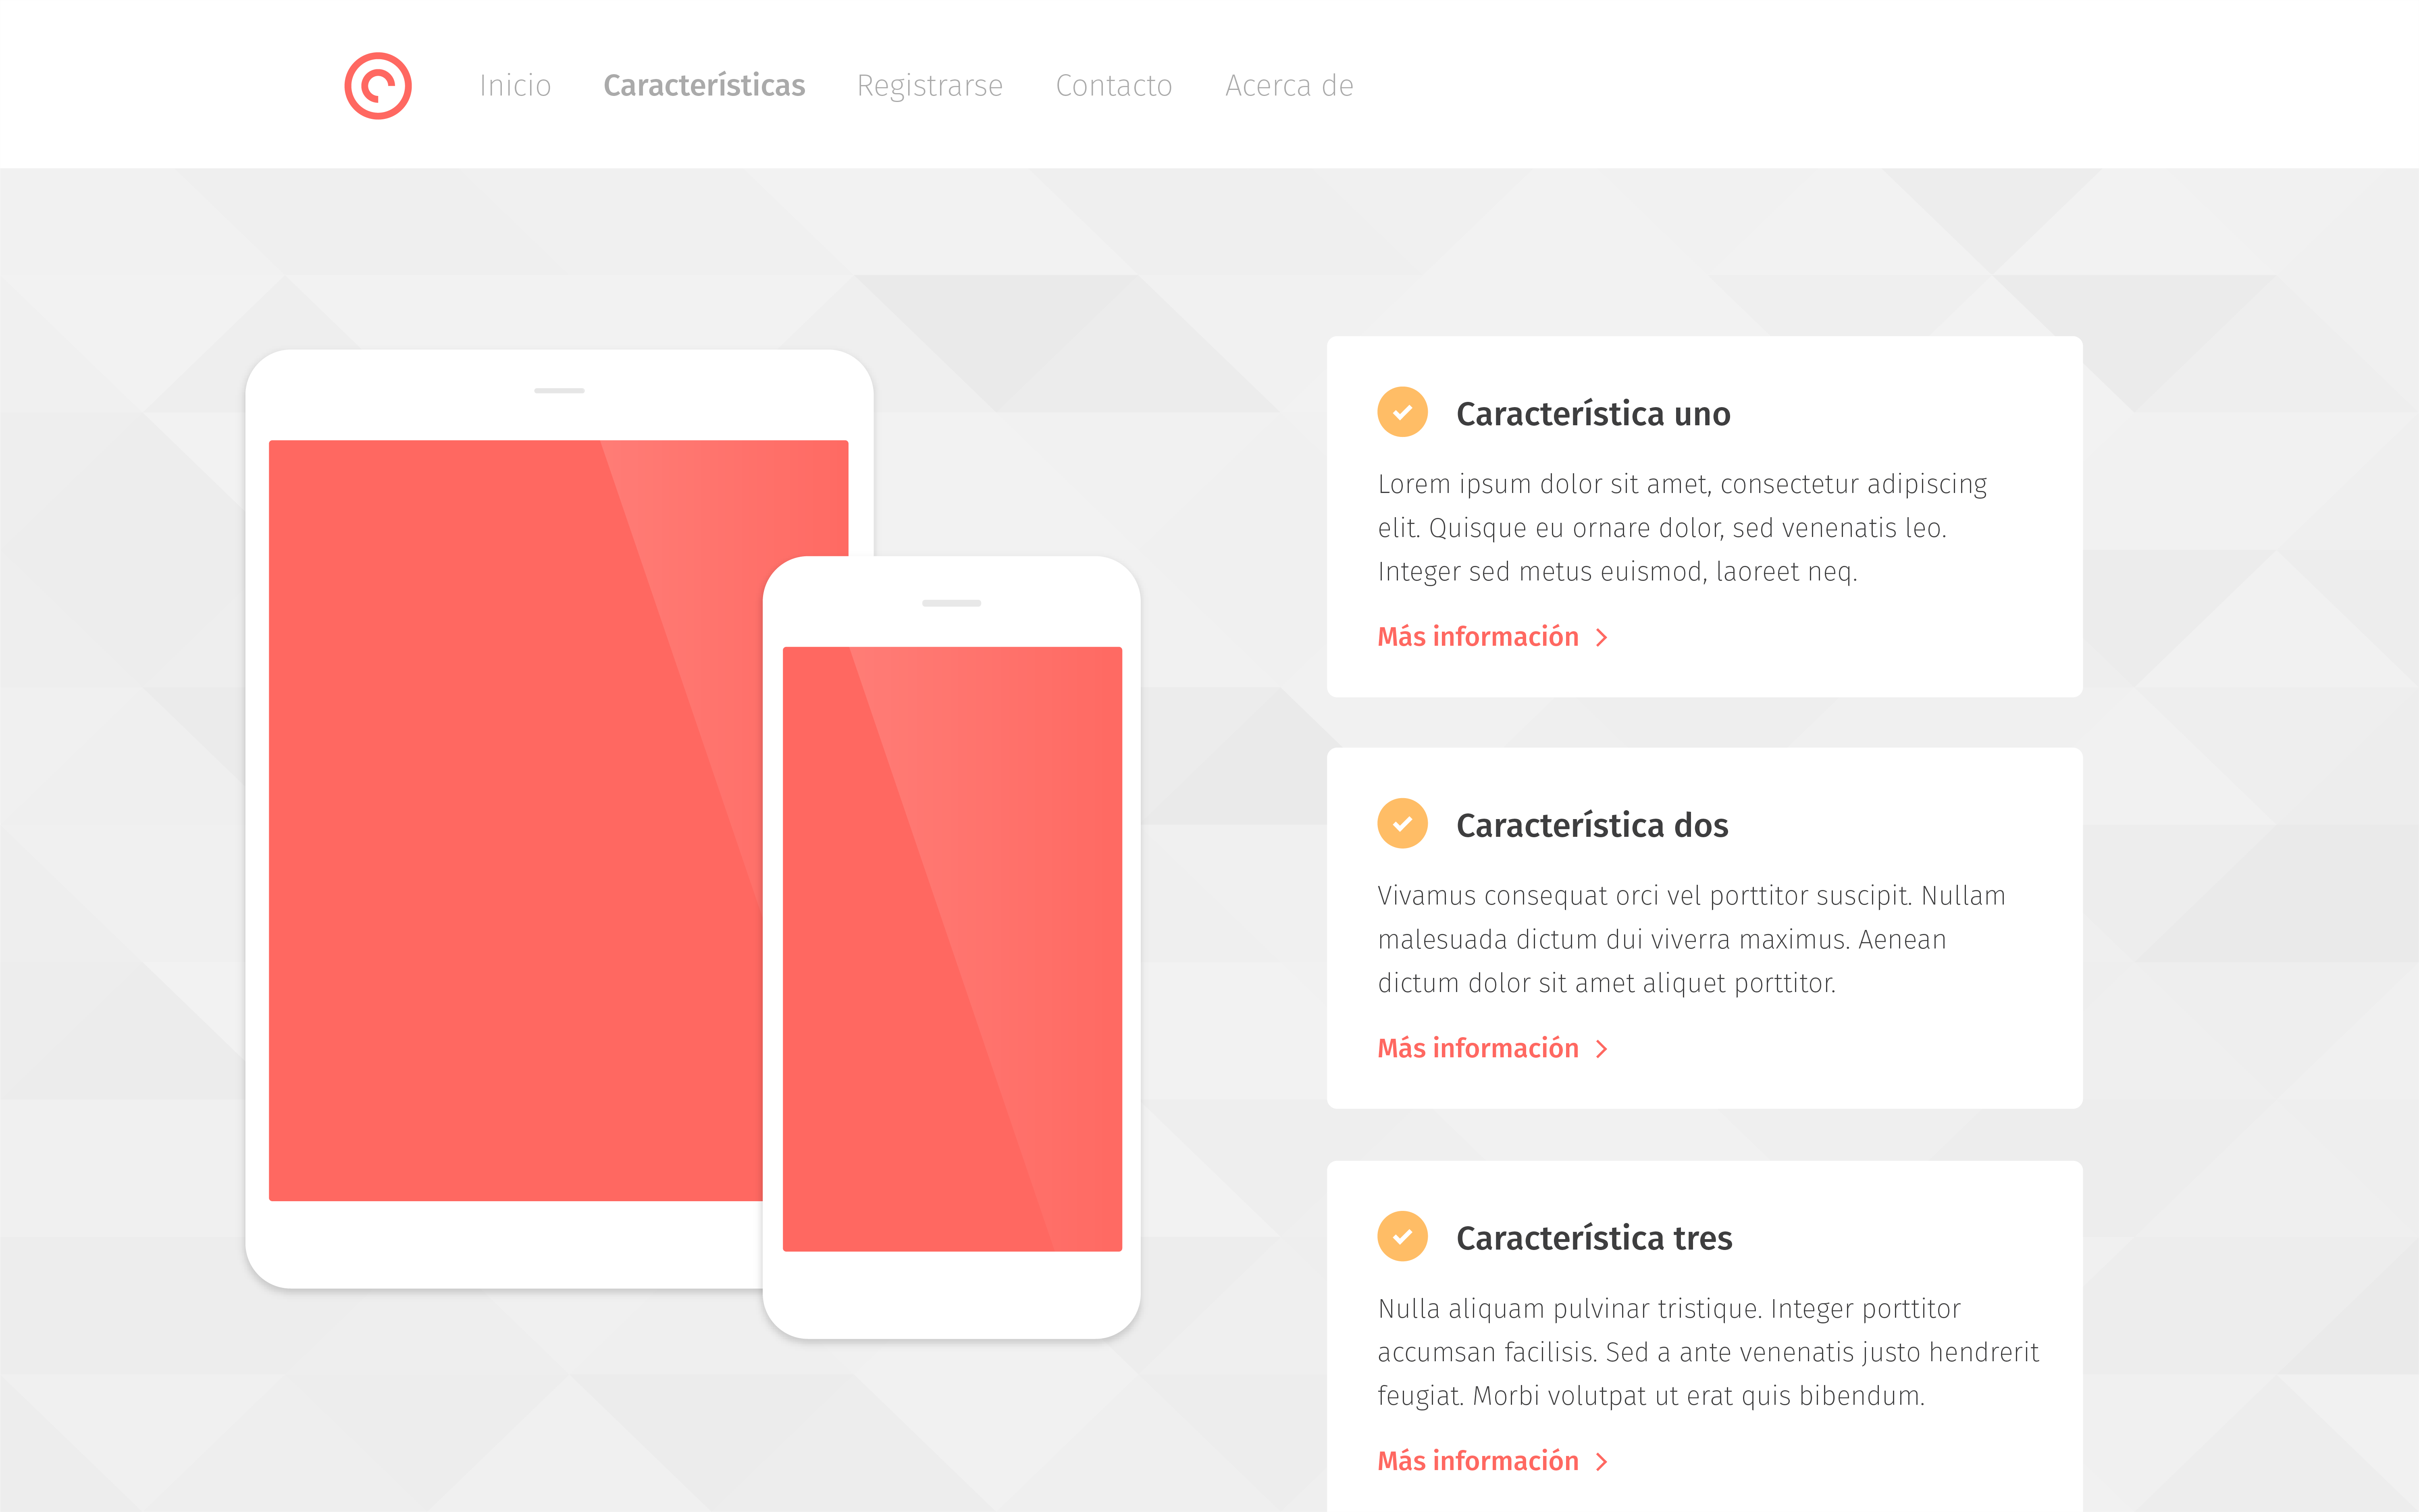 Inicio Características Registrarse Contacto Acerca de
Característica uno
Lorem ipsum dolor sit amet, consectetur adipiscing
elit. Quisque eu ornare dolor, sed venenatis leo.
Integer sed metus euismod, laoreet neq.
Más información
Característica dos
Vivamus consequat orci vel porttitor suscipit. Nullam
malesuada dictum dui viverra maximus. Aenean
dictum dolor sit amet aliquet porttitor.
Más información
Característica tres
Nulla aliquam pulvinar tristique. Integer porttitor
accumsan facilisis. Sed a ante venenatis justo hendrerit
feugiat. Morbi volutpat ut erat quis bibendum.
Más información